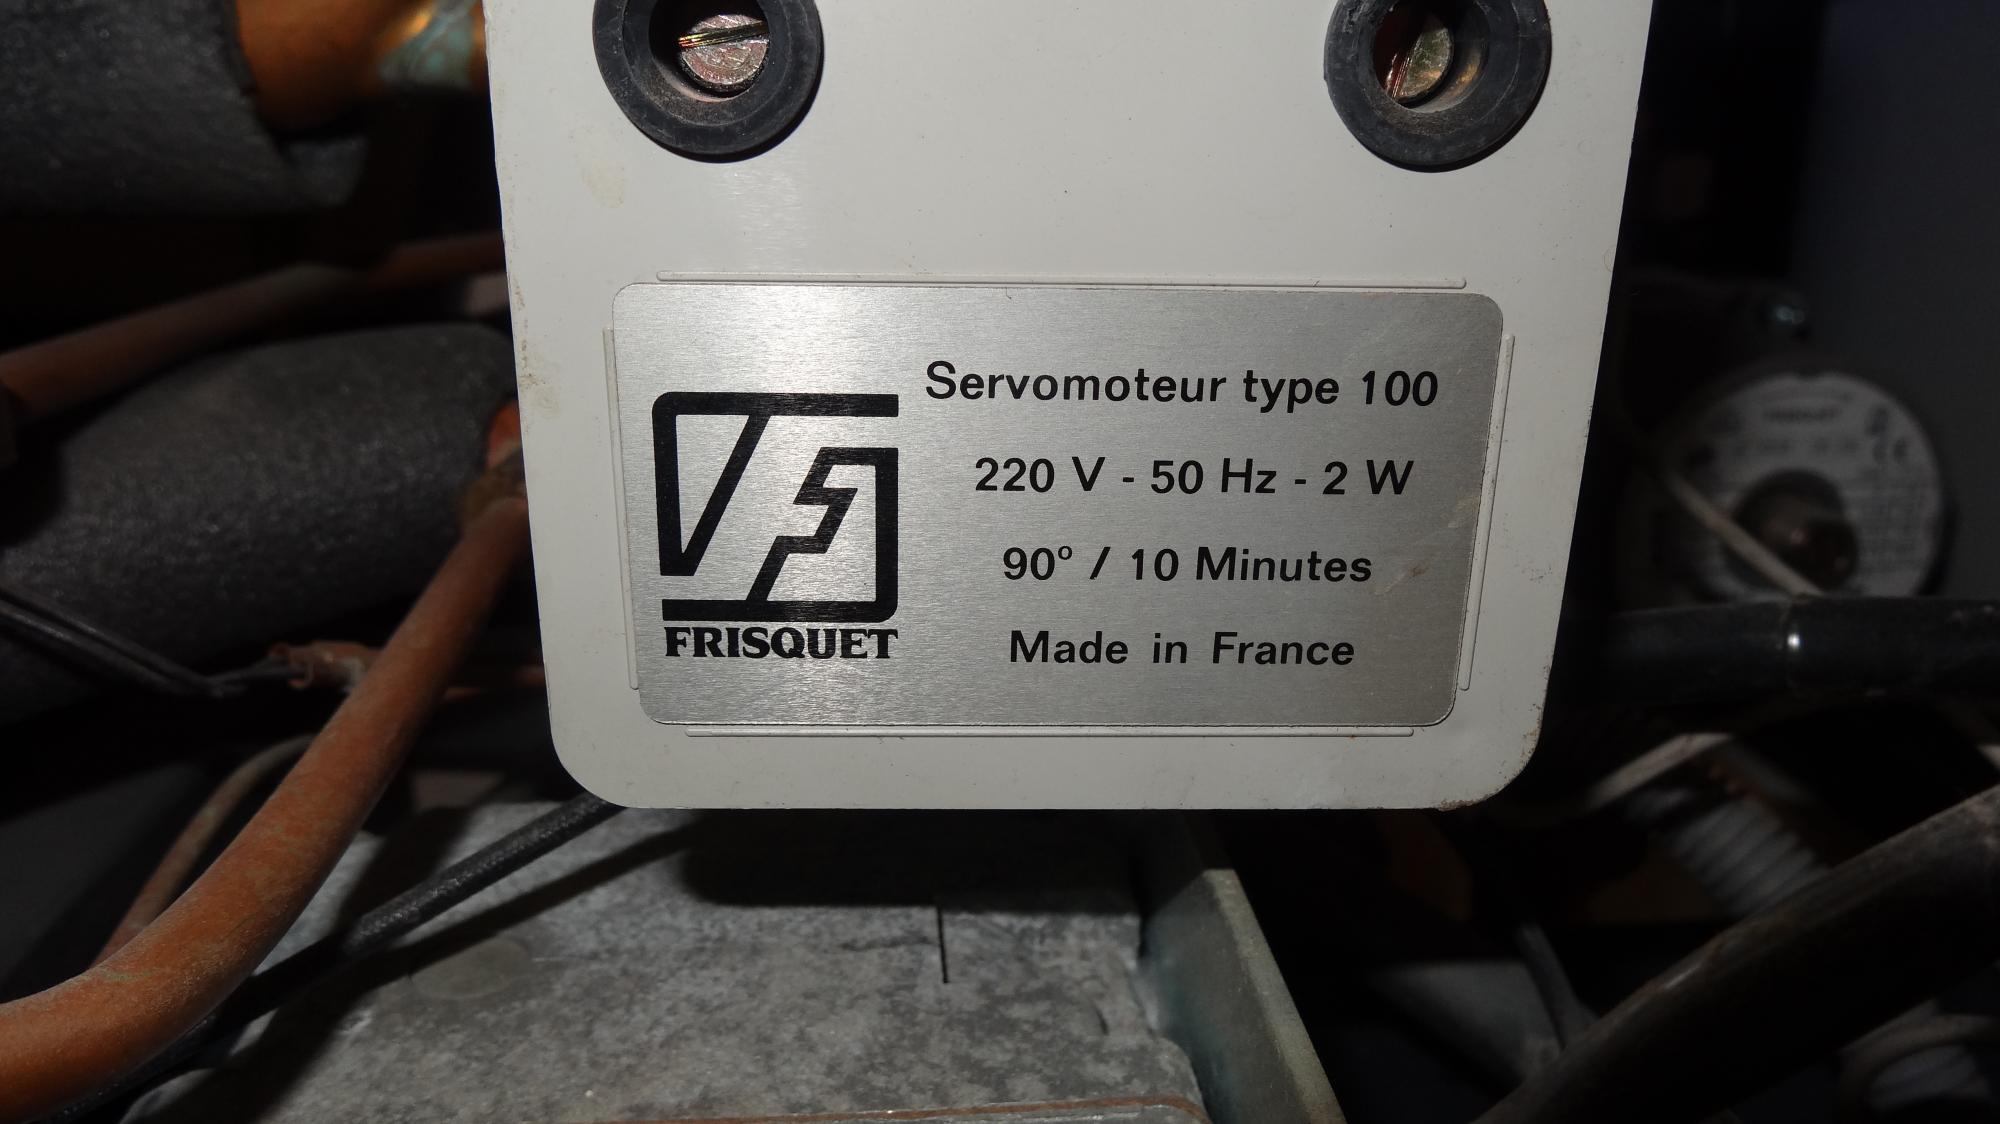 Servomoteur type 100
220 V - 50 Hz - 2 W
90° / 10 Minutes
Made in France
FRISQUET